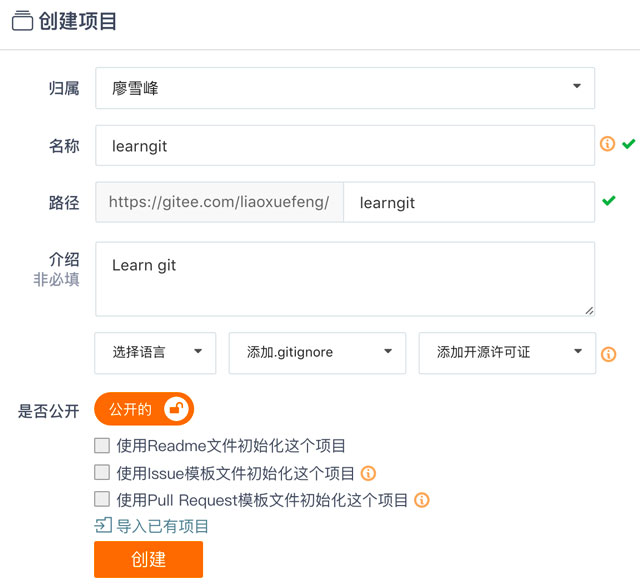 创建项目
归属 廖雪峰
名称 learngit
路径 https://gitee.com/liaoxuefeng/ learngit
介绍 Learn git
非必填
选择语言 添加.gitignore 添加开源许可证
是否公开 公开的
使用Readme文件初始化这个项目
使用Issue模板文件初始化这个项目
使用Pull Request模板文件初始化这个项目
导入已有项目
创建